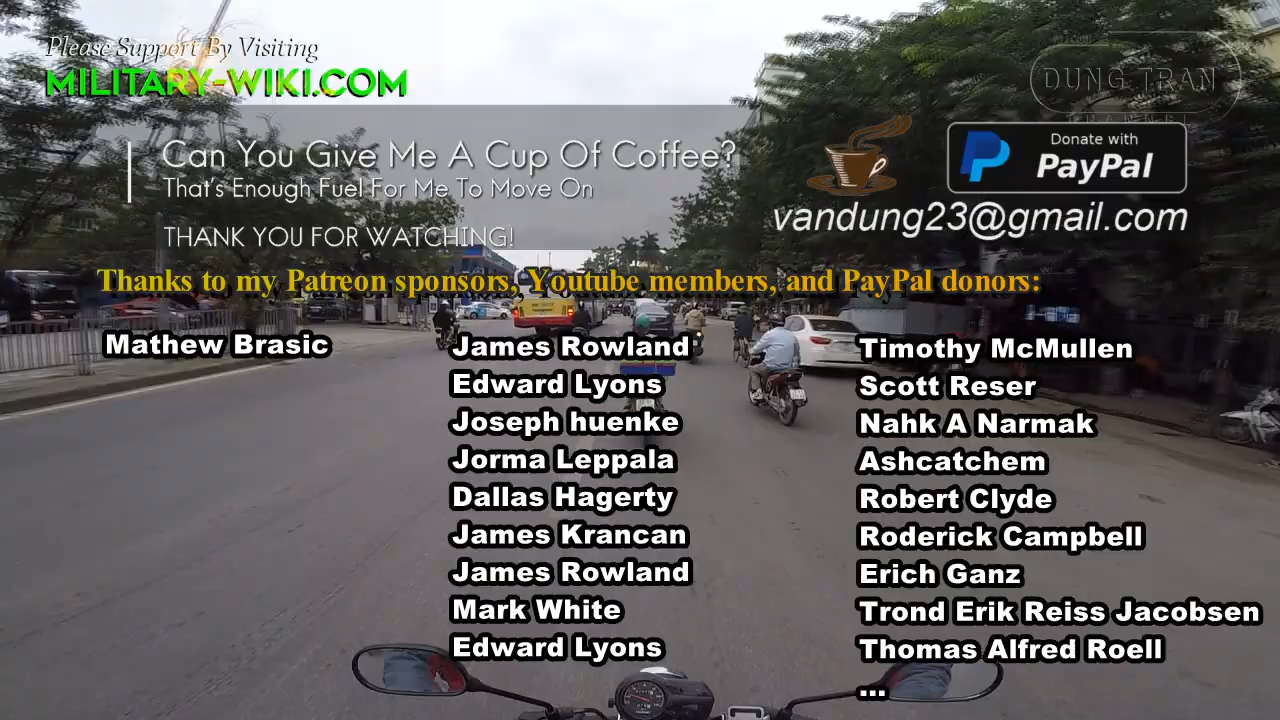 Please Support By Visiting
MILITARY-WIKI.COM
DUNG TRAN
CHANNEL
Can You Give Me A Cup Of Coffee?
That's Enough Fuel For Me To Move On
THANK YOU FOR WATCHING!
Donate with
PayPal
vandung23@gmail.com
Thanks to my Patreon sponsors, Youtube members, and PayPal donors:
Mathew Brasic
James Rowland
Edward Lyons
Joseph huenke
Jorma Leppala
Dallas Hagerty
James Krancan
James Rowland
Mark White
Edward Lyons
Timothy McMullen
Scott Reser
Nahk A Narmak
Ashcatchem
Robert Clyde
Roderick Campbell
Erich Ganz
Trond Erik Reiss Jacobsen
Thomas Alfred Roell
...